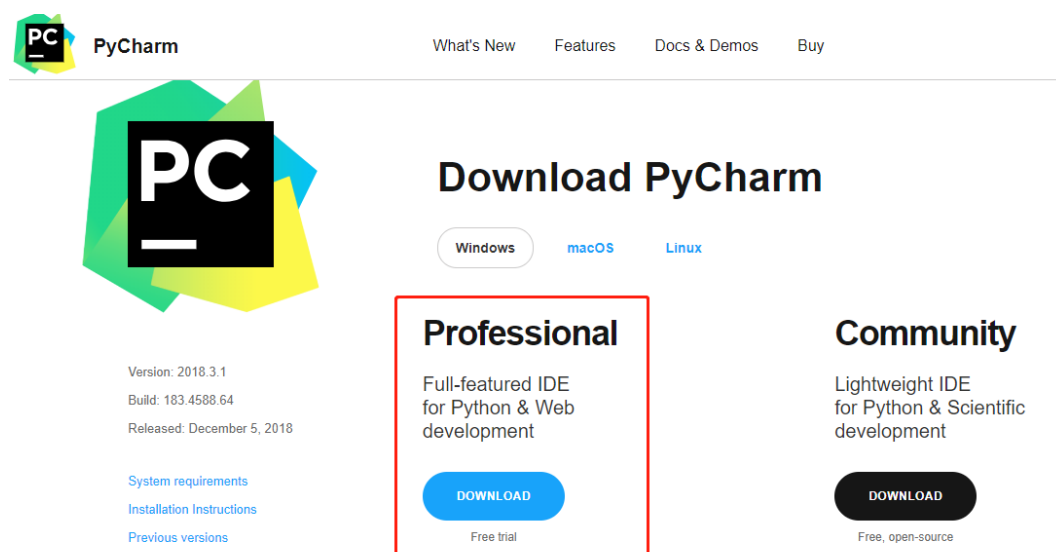 PC
PyCharm
What's New
Features
Docs & Demos
Buy
PC
Download PyCharm
Windows
macOS
Linux
Version: 2018.3.1
Build: 183.4588.64
Released: December 5, 2018
System requirements
Installation Instructions
Previous versions
Professional
Full-featured IDE
for Python & Web
development
DOWNLOAD
Free trial
Community
Lightweight IDE
for Python & Scientific
development
DOWNLOAD
Free, open-source